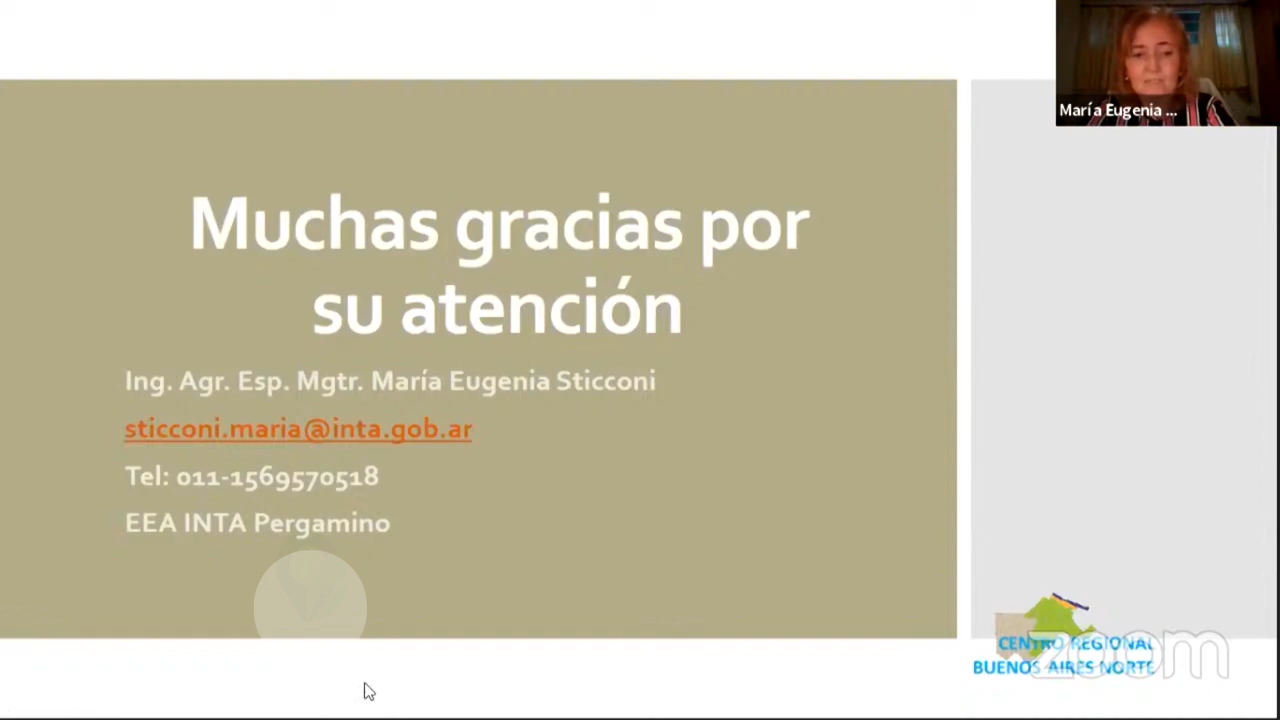 María Eugenia ...
Muchas gracias por
su atención
Ing. Agr. Esp. Mgtr. María Eugenia Sticconi
sticconi.maria@inta.gob.ar
Tel: 011-1569570518
EEA INTA Pergamino
CENTRO REGIONAL
BUENOS AIRES NORTE
zoom